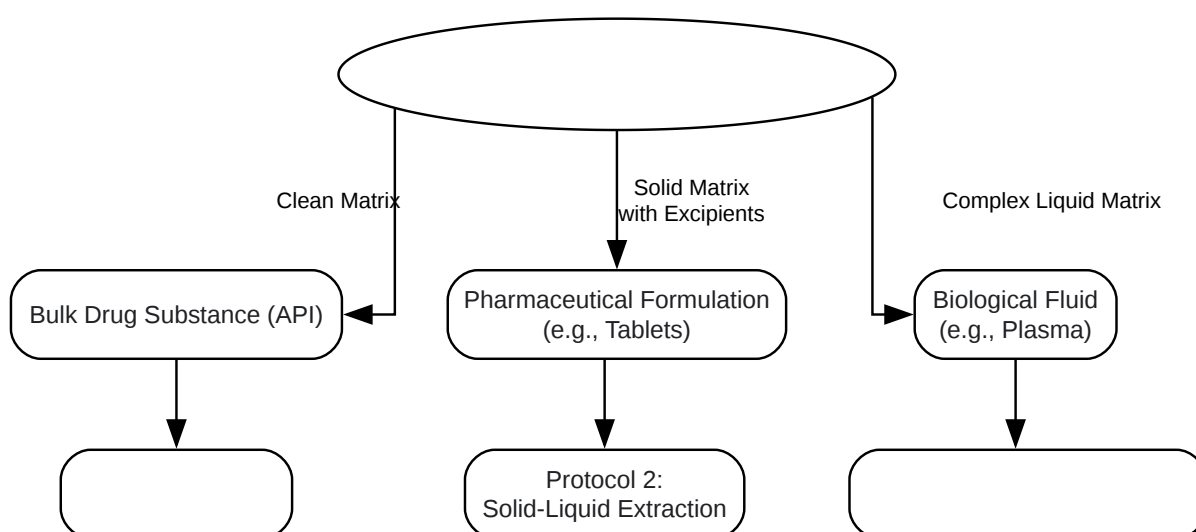 Clean Matrix
Solid Matrix
with Excipients
Complex Liquid Matrix
Bulk Drug Substance (API)
Pharmaceutical Formulation
(e.g., Tablets)
Biological Fluid
(e.g., Plasma)
Protocol 2:
Solid-Liquid Extraction